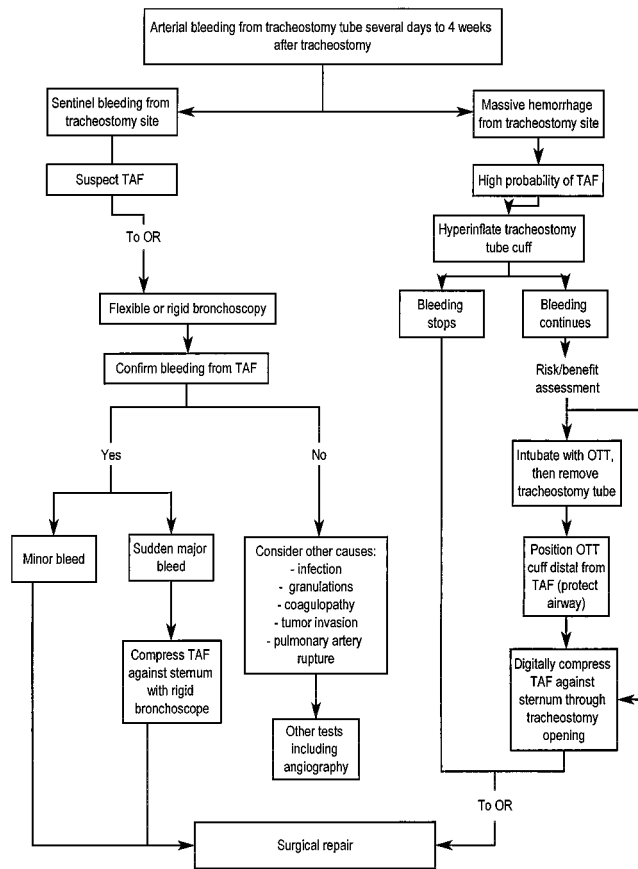 Arterial bleeding from tracheostomy tube several days to 4 weeks
after tracheostomy
Sentinel bleeding from
tracheostomy site
Suspect TAF
To OR
Flexible or rigid bronchoscopy
Confirm bleeding from TAF
Yes
No
Minor bleed
Sudden major
bleed
Compress TAF
against sternum
with rigid
bronchoscope
Consider other causes:
- infection
- granulations
- coagulopathy
- tumor invasion
- pulmonary artery
rupture
Other tests
including
angiography
Massive hemorrhage
from tracheostomy site
High probability of TAF
Hyperinflate tracheostomy
tube cuff
Bleeding
stops
Bleeding
continues
Risk/benefit
assessment
Intubate with OTT,
then remove
tracheostomy tube
Position OTT
cuff distal from
TAF (protect
airway)
Digitally compress
TAF against
sternum through
tracheostomy
opening
To OR
Surgical repair